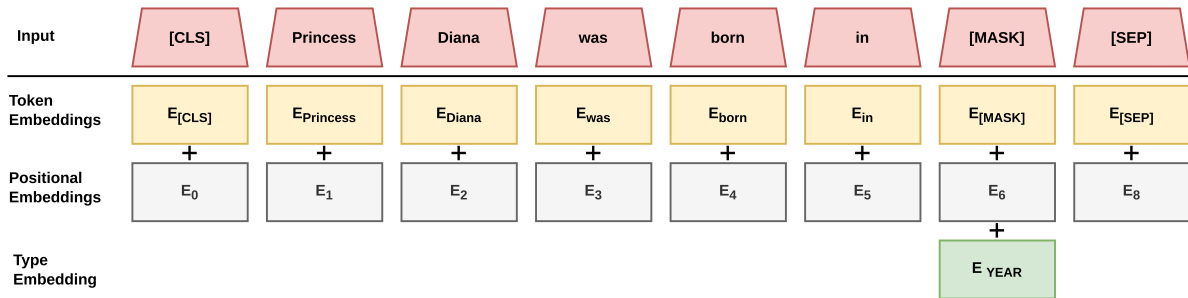 Input [CLS] Princess Diana was born in [MASK] [SEP]
Token
Embeddings
E[CLS] EPrincess EDiana Ewas Eborn Ein E[MASK] E[SEP]
+ + + + + + + +
Positional
Embeddings
E0 E1 E2 E3 E4 E5 E6 E8
+
Type
Embedding
E YEAR